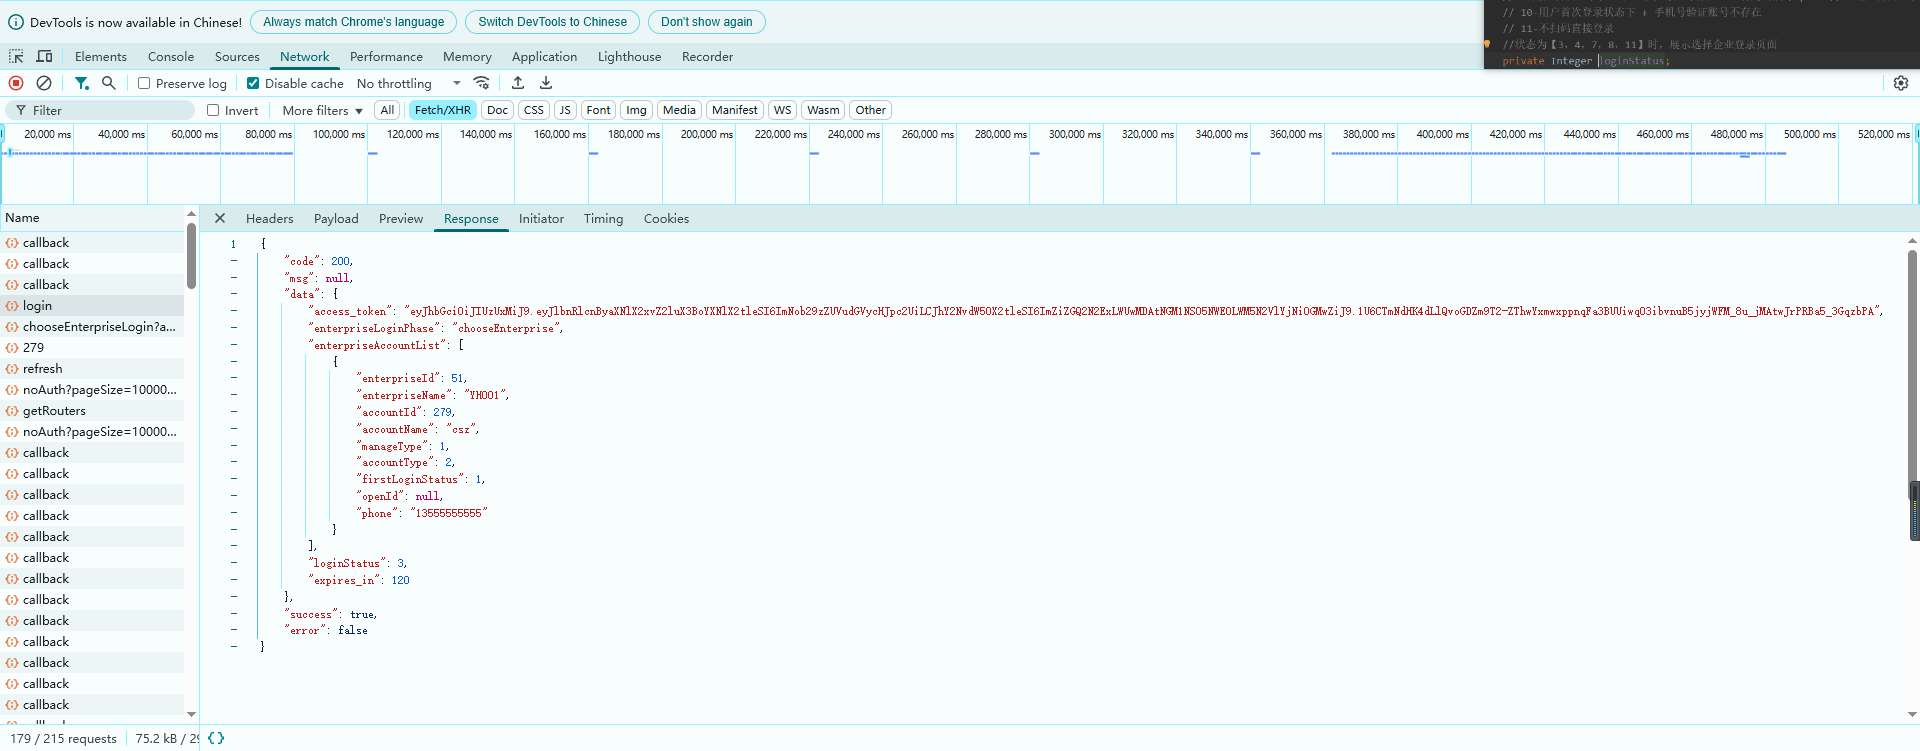 DevTools is now available in Chinese! Always match Chrome's language Switch DevTools to Chinese Don't show again
// 10-用户首次登录状态下 + 手机号验证账号不存在
// 11-不扫码直接登录
//状态为【3, 4, 7, 8, 11】时，展示选择企业登录页面
private Integer loginStatus;
Elements Console Sources Network Performance Memory Application Lighthouse Recorder
Preserve log Disable cache No throttling
Filter Invert More filters All Fetch/XHR Doc CSS JS Font Img Media Manifest WS Wasm Other
20,000 ms 40,000 ms 60,000 ms 80,000 ms 100,000 ms 120,000 ms 140,000 ms 160,000 ms 180,000 ms 200,000 ms 220,000 ms 240,000 ms 260,000 ms 280,000 ms 300,000 ms 320,000 ms 340,000 ms 360,000 ms 380,000 ms 400,000 ms 420,000 ms 440,000 ms 460,000 ms 480,000 ms 500,000 ms 520,000 ms
Name
callback
callback
callback
login
chooseEnterpriseLogin?a...
279
refresh
noAuth?pageSize=10000...
getRouters
noAuth?pageSize=10000...
callback
callback
callback
callback
callback
callback
callback
callback
callback
callback
callback
callback
callback
Headers Payload Preview Response Initiator Timing Cookies
1 {
"code": 200,
"msg": null,
"data": {
"access_token":
"enterpriseLoginPhase": "chooseEnterprise",
"enterpriseAccountList": [
{
"enterpriseId": 51,
"enterpriseName": "YH001",
"accountId": 279,
"accountName": "csz",
"manageType": 1,
"accountType": 2,
"firstLoginStatus": 1,
"openId": null,
"phone": "13555555555"
}
],
"loginStatus": 3,
"expires_in": 120
},
"success": true,
"error": false
}
179 / 215 requests 75.2 kB / 29